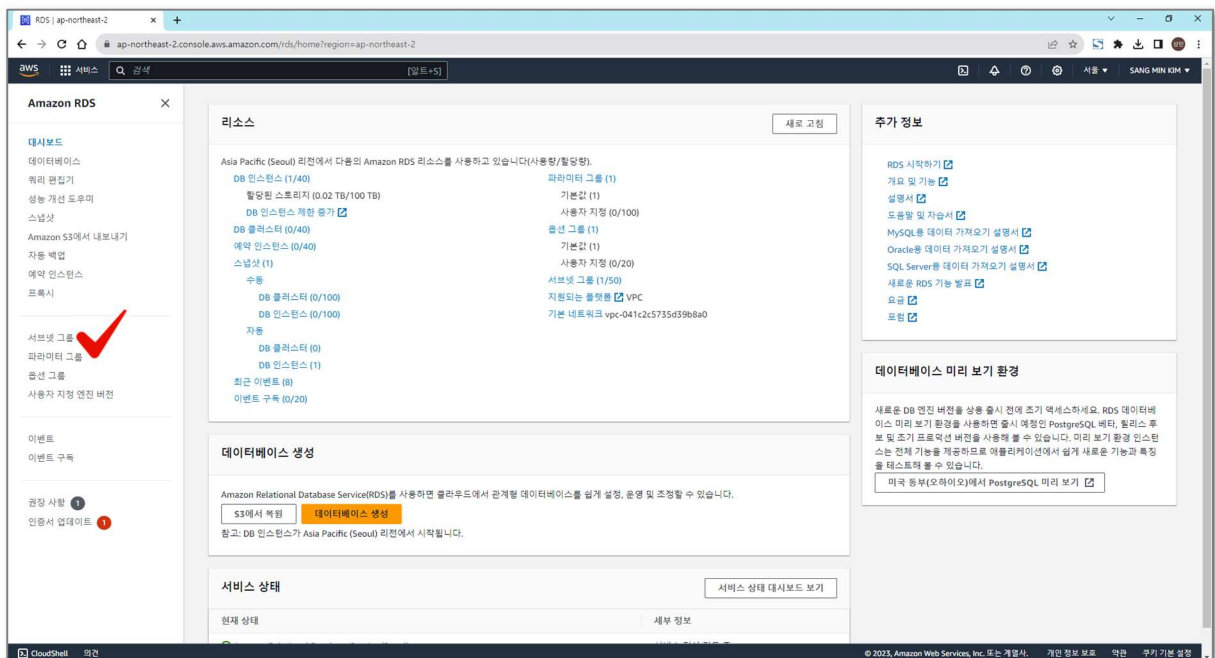 RDS | ap-northeast-2
ap-northeast-2.console.aws.amazon.com/rds/home?region=ap-northeast-2
aws 서비스 검색 [알트+S] 서울 SANG MIN KIM
Amazon RDS
대시보드
데이터베이스
쿼리 편집기
성능 개선 도우미
스냅샷
Amazon S3에서 내보내기
자동 백업
예약 인스턴스
프록시
서브넷 그룹
파라미터 그룹
옵션 그룹
사용자 지정 엔진 버전
이벤트
이벤트 구독
권장 사항 1
인증서 업데이트 1
리소스
새로 고침
Asia Pacific (Seoul) 리전에서 다음의 Amazon RDS 리소스를 사용하고 있습니다(사용량/할당량).
DB 인스턴스 (1/40)
할당된 스토리지 (0.02 TB/100 TB)
DB 인스턴스 제한 증가
DB 클러스터 (0/40)
예약 인스턴스 (0/40)
스냅샷 (1)
수동
DB 클러스터 (0/100)
DB 인스턴스 (0/100)
자동
DB 클러스터 (0)
DB 인스턴스 (1)
최근 이벤트 (8)
이벤트 구독 (0/20)
파라미터 그룹 (1)
기본값 (1)
사용자 지정 (0/100)
옵션 그룹 (1)
기본값 (1)
사용자 지정 (0/20)
서브넷 그룹 (1/50)
지원되는 플랫폼 VPC
기본 네트워크 vpc-041c2c5735d39b8a0
데이터베이스 생성
Amazon Relational Database Service(RDS)를 사용하면 클라우드에서 관계형 데이터베이스를 쉽게 설정, 운영 및 조정할 수 있습니다.
S3에서 복원
데이터베이스 생성
참고: DB 인스턴스가 Asia Pacific (Seoul) 리전에서 시작됩니다.
서비스 상태
서비스 상태 대시보드 보기
현재 상태
세부 정보
추가 정보
RDS 시작하기
개요 및 기능
설명서
도움말 및 자습서
MySQL용 데이터 가져오기 설명서
Oracle용 데이터 가져오기 설명서
SQL Server용 데이터 가져오기 설명서
새로운 RDS 기능 발표
요금
포럼
데이터베이스 미리 보기 환경
새로운 DB 엔진 버전을 상용 출시 전에 조기 액세스하세요. RDS 데이터베
이스 미리 보기 환경을 사용하면 출시 예정인 PostgreSQL 베타, 릴리스 후
보 및 조기 프로덕션 버전을 사용해 볼 수 있습니다. 미리 보기 환경 인스턴
스는 전체 기능을 제공하므로 애플리케이션에서 쉽게 새로운 기능과 특징
을 테스트해 볼 수 있습니다.
미국 동부(오하이오)에서 PostgreSQL 미리 보기
CloudShell 의견
© 2023, Amazon Web Services, Inc. 또는 계열사. 개인 정보 보호 약관 쿠키 기본 설정